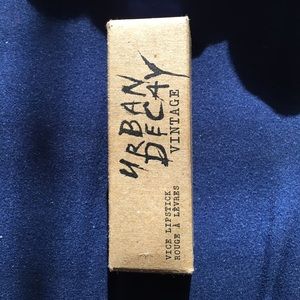 URBAN
DECAY
VINTAGE
VICE LIPSTICK
ROUGE À LÈVRES